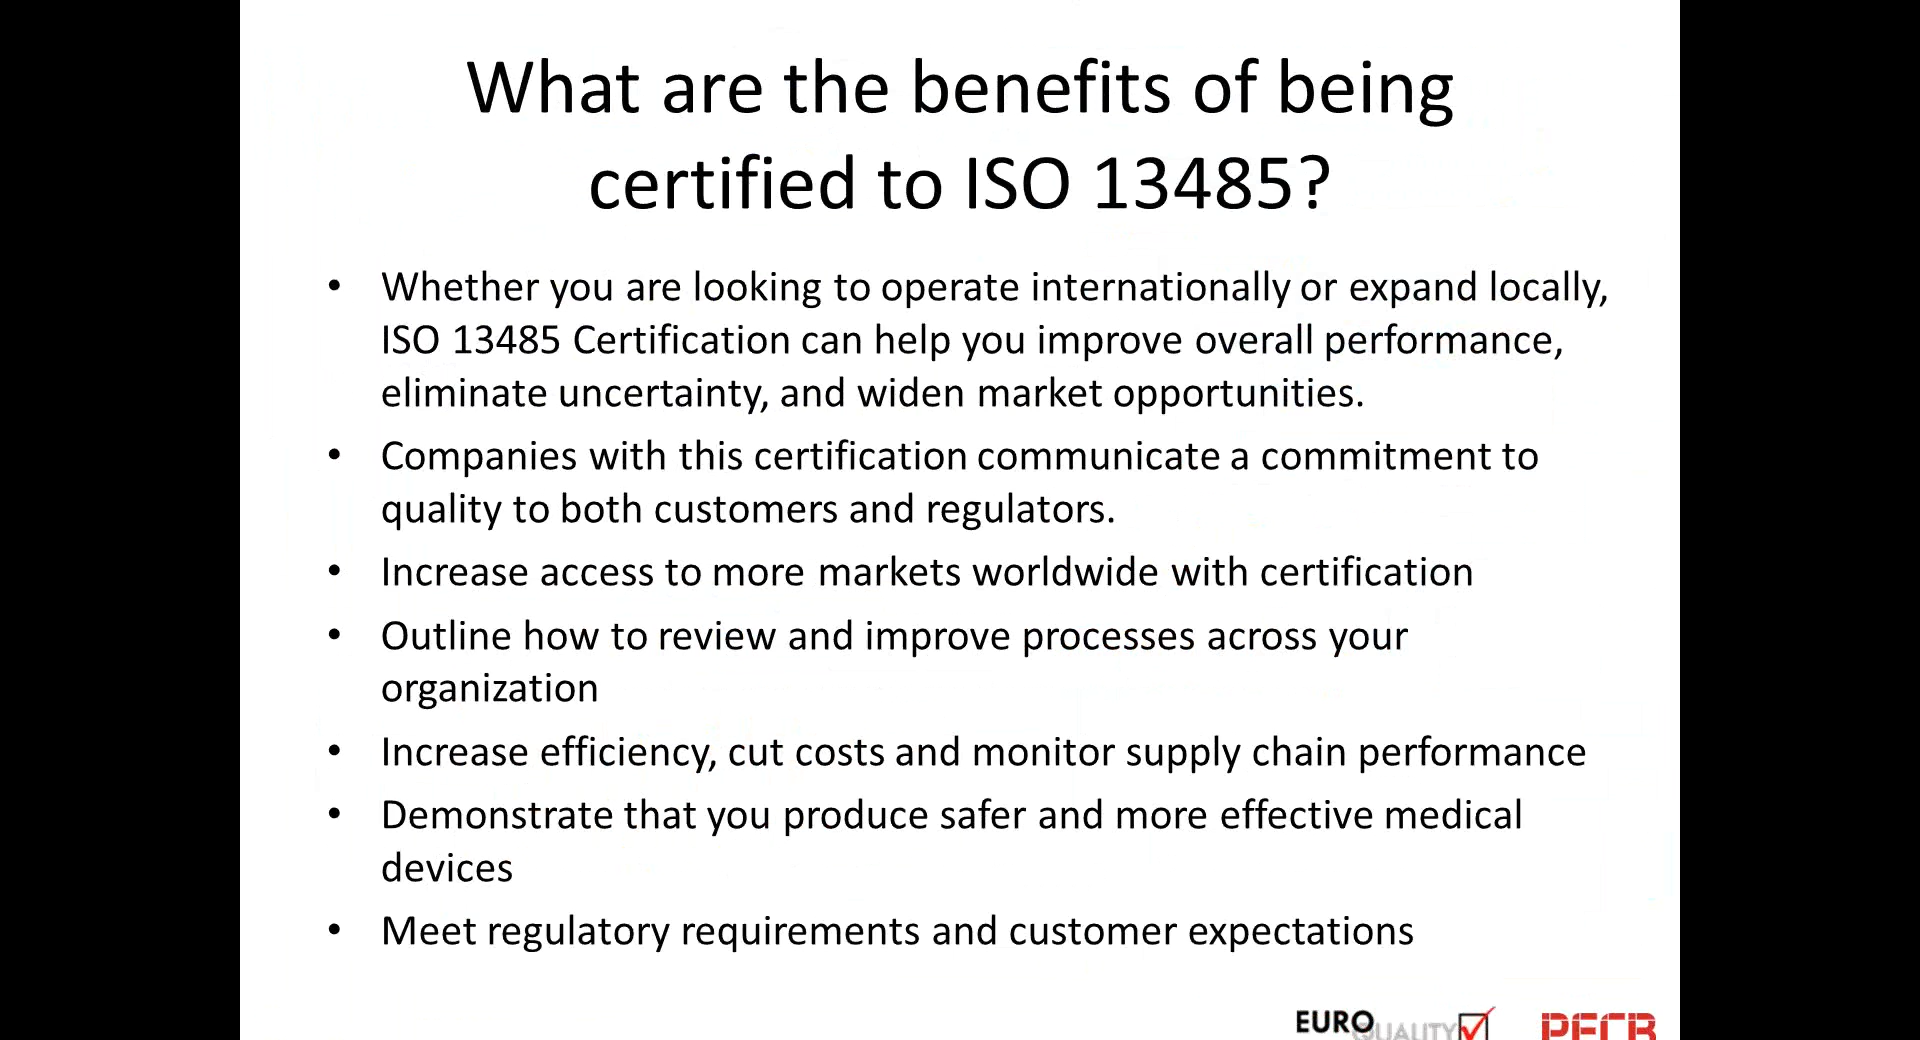 What are the benefits of being
certified to ISO 13485?
• Whether you are looking to operate internationally or expand locally,
ISO 13485 Certification can help you improve overall performance,
eliminate uncertainty, and widen market opportunities.
• Companies with this certification communicate a commitment to
quality to both customers and regulators.
• Increase access to more markets worldwide with certification
• Outline how to review and improve processes across your
organization
• Increase efficiency, cut costs and monitor supply chain performance
• Demonstrate that you produce safer and more effective medical
devices
• Meet regulatory requirements and customer expectations
EURO QUALITY PECB